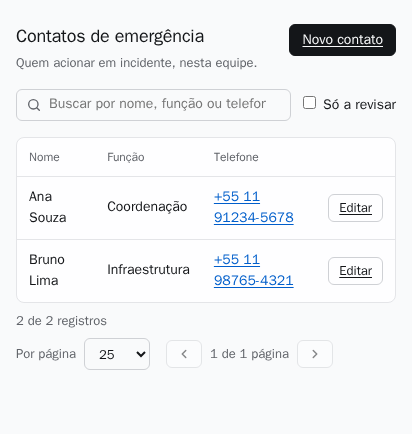 Contatos de emergência
Novo contato
Quem acionar em incidente, nesta equipe.
Buscar por nome, função ou telefor
Só a revisar
Nome Função Telefone
Ana Souza Coordenação +55 11 91234-5678 Editar
Bruno Lima Infraestrutura +55 11 98765-4321 Editar
2 de 2 registros
Por página 25 1 de 1 página